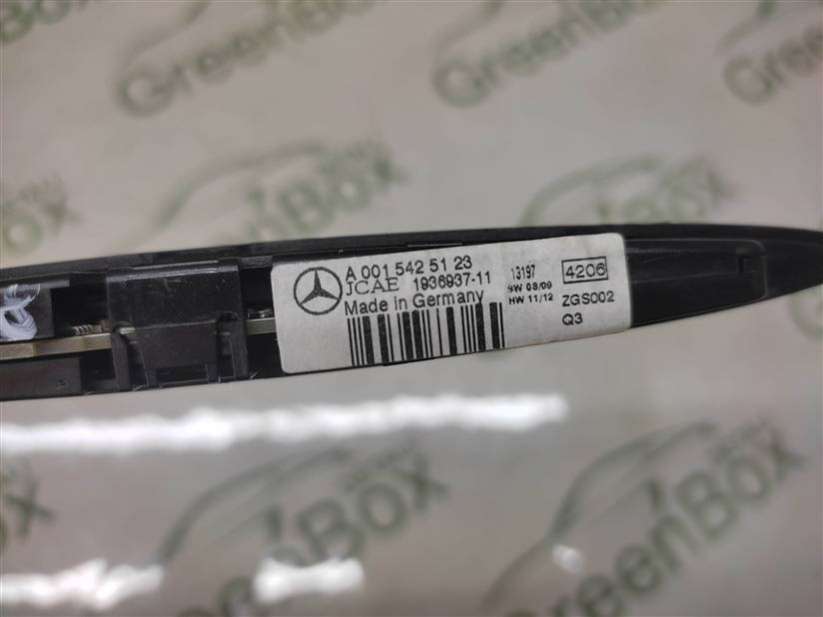 A 001 542 51 23
JCAE 1936937-11
Made in Germany
13197
SW 08/09
HW 11/12
4206
ZGS002
Q3
GreenBox
GreenBox
GreenBox
GreenBox
GreenBox